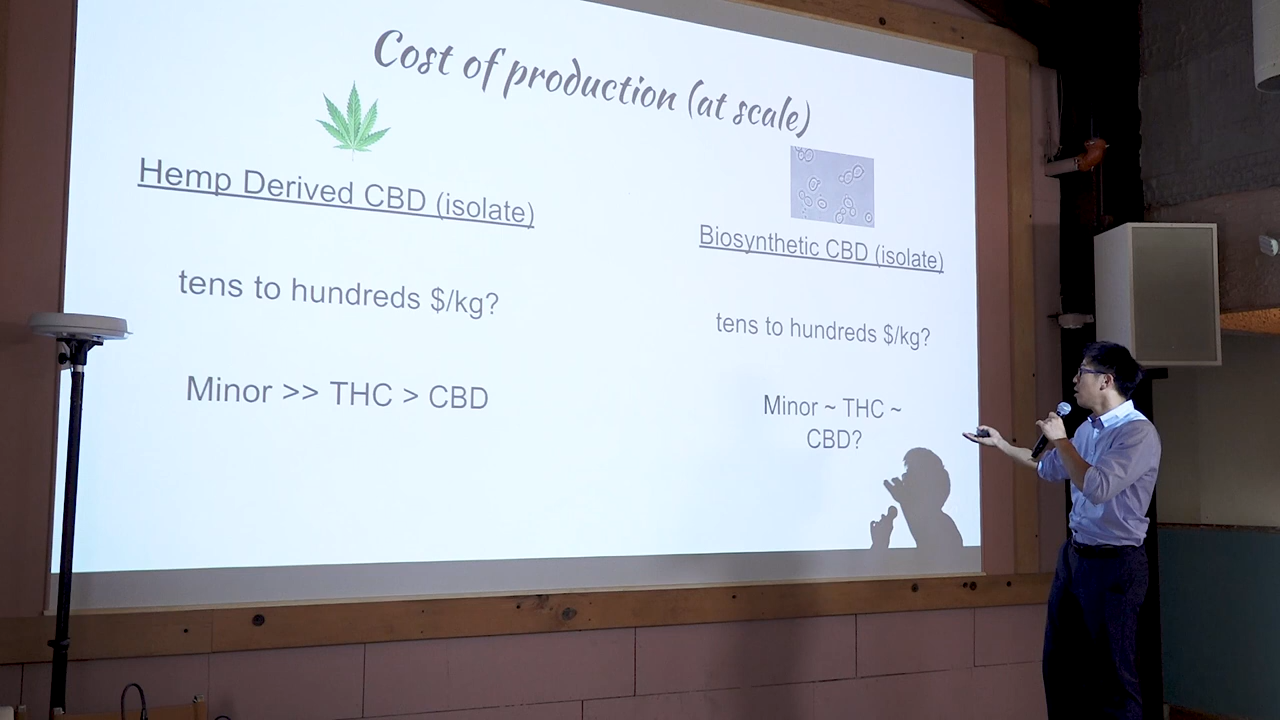 Cost of production (at scale)
Hemp Derived CBD (isolate)
tens to hundreds $/kg?
Minor >> THC > CBD
Biosynthetic CBD (isolate)
tens to hundreds $/kg?
Minor ~ THC ~
CBD?